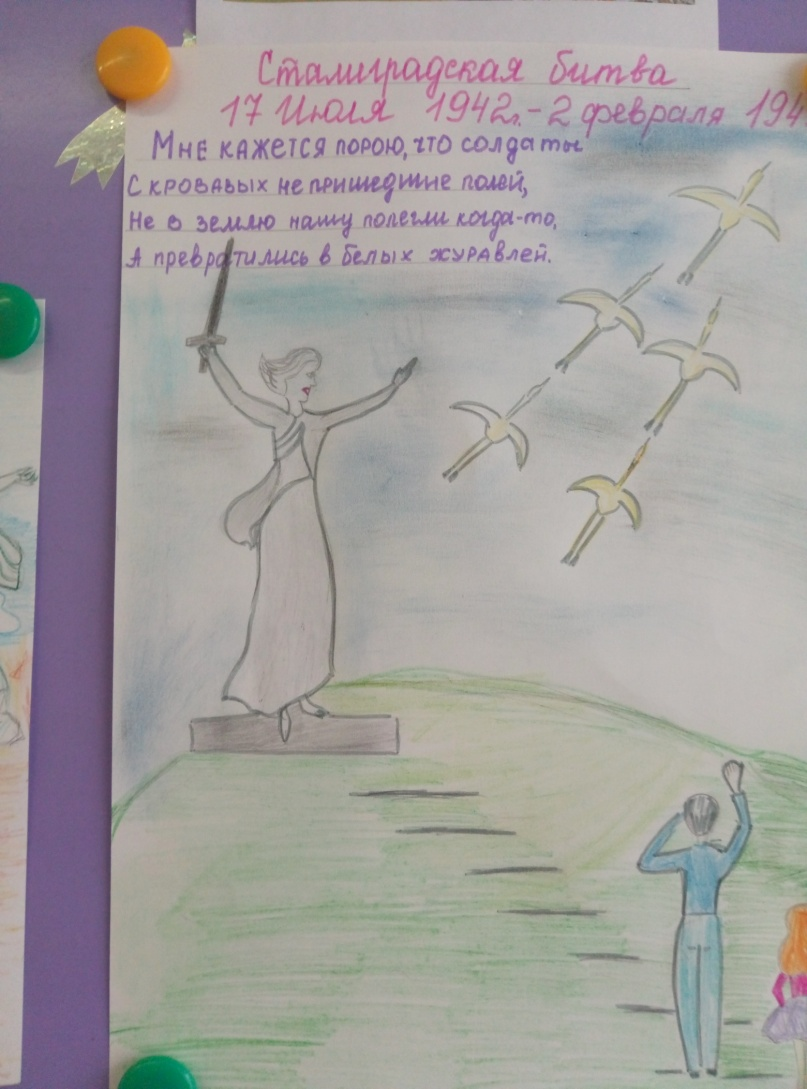 Сталинградская битва
17 Июля 1942г.-2 февраля 194
Мне кажется порою, что солдаты
С кровавых не пришедшие полей,
Не в землю нашу полегли когда-то,
А превратились в белых журавлей.